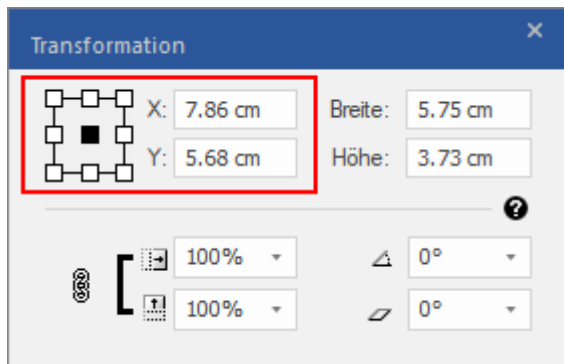 Transformation
X: 7.86 cm Breite: 5.75 cm
Y: 5.68 cm Höhe: 3.73 cm
?
100% 0°
100% 0°